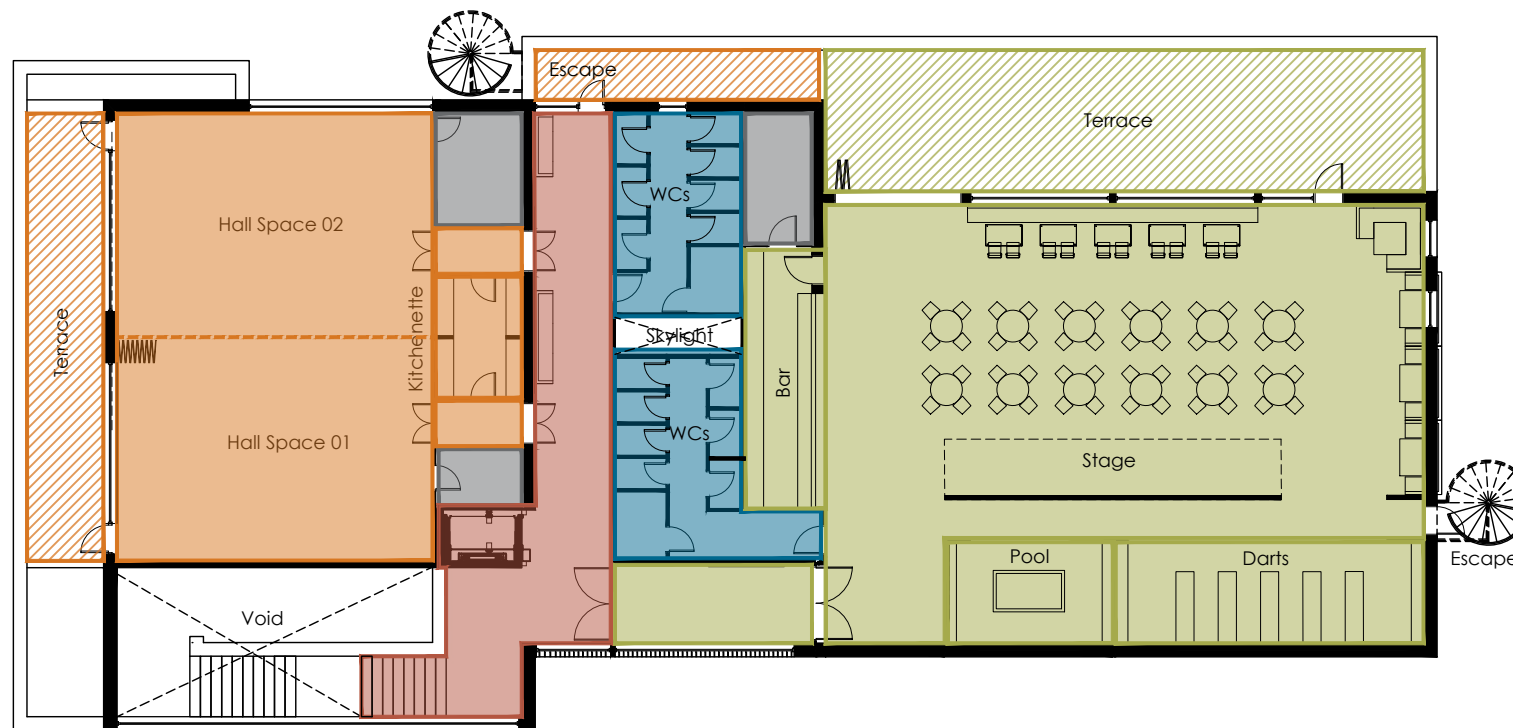 Escape
Terrace
WCs
Hall Space 02
Terrace
Skylight
Kitchenette
Bar
WCs
Hall Space 01
Stage
Pool
Darts
Escape
Void